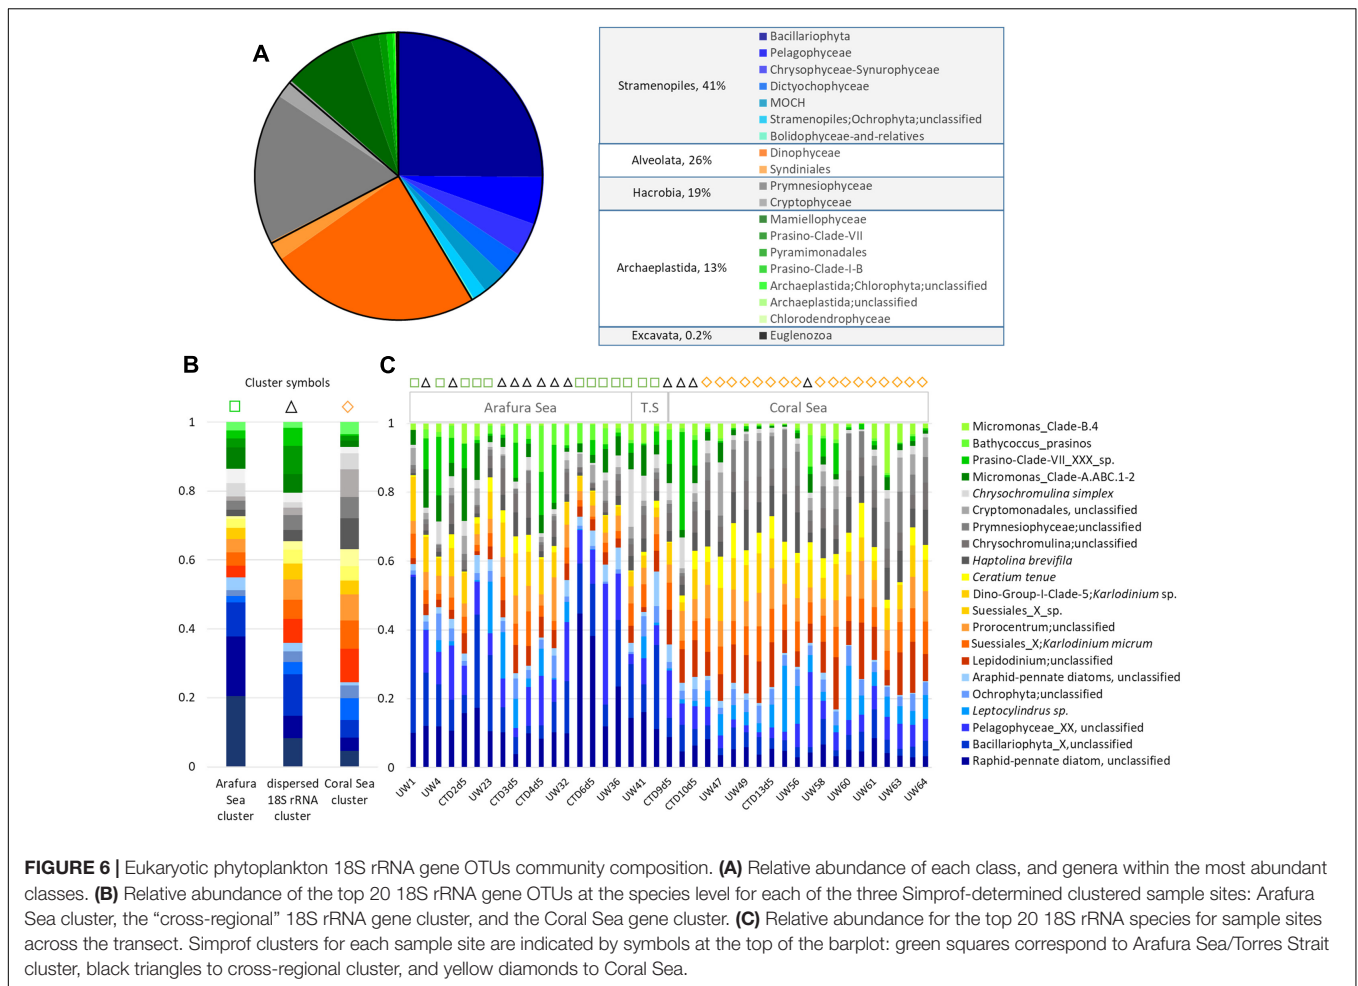 A
Bacillariophyta
Pelagophyceae
Chrysophyceae-Synurophyceae
Stramenopiles, 41%
Dictyochophyceae
MOCH
Stramenopiles;Ochrophyta;unclassified
Bolidophyceae-and-relatives
Alveolata, 26%
Dinophyceae
Syndiniales
Hacrobia, 19%
Prymnesiophyceae
Cryptophyceae
Mamiellophyceae
Prasino-Clade-VII
Pyramimonadales
Archaeplastida, 13%
Prasino-Clade-I-B
Archaeplastida;Chlorophyta;unclassified
Archaeplastida;unclassified
Chlorodendrophyceae
Excavata, 0.2%
Euglenozoa
B
Cluster symbols
1
0.8
0.6
0.4
0.2
0
Arafura Sea cluster
dispersed 18S rRNA cluster
Coral Sea cluster
C
Arafura Sea
T.S
Coral Sea
1
0.8
0.6
0.4
0.2
0
UW1
UW4
CTD2d5
UW23
CTD3d5
CTD4d5
UW32
CTD6d5
UW36
UW41
CTD9d5
CTD10d5
UW47
UW49
CTD13d5
UW56
UW58
UW60
UW61
UW63
UW64
Micromonas_Clade-B.4
Bathycoccus_prasinos
Prasino-Clade-VII_XXX_sp.
Micromonas_Clade-A.ABC.1-2
Chrysochromulina simplex
Cryptomonadales, unclassified
Prymnesiophyceae;unclassified
Chrysochromulina;unclassified
Haptolina brevifila
Ceratium tenue
Dino-Group-I-Clade-5;Karlodinium sp.
Suessiales_X_sp.
Prorocentrum;unclassified
Suessiales_X;Karlodinium micrum
Lepidodinium;unclassified
Araphid-pennate diatoms, unclassified
Ochrophyta;unclassified
Leptocylindrus sp.
Pelagophyceae_XX, unclassified
Bacillariophyta_X,unclassified
Raphid-pennate diatom, unclassified
FIGURE 6 | Eukaryotic phytoplankton 18S rRNA gene OTUs community composition. (A) Relative abundance of each class, and genera within the most abundant
classes. (B) Relative abundance of the top 20 18S rRNA gene OTUs at the species level for each of the three Simprof-determined clustered sample sites: Arafura
Sea cluster, the “cross-regional” 18S rRNA gene cluster, and the Coral Sea gene cluster. (C) Relative abundance for the top 20 18S rRNA species for sample sites
across the transect. Simprof clusters for each sample site are indicated by symbols at the top of the barplot: green squares correspond to Arafura Sea/Torres Strait
cluster, black triangles to cross-regional cluster, and yellow diamonds to Coral Sea.